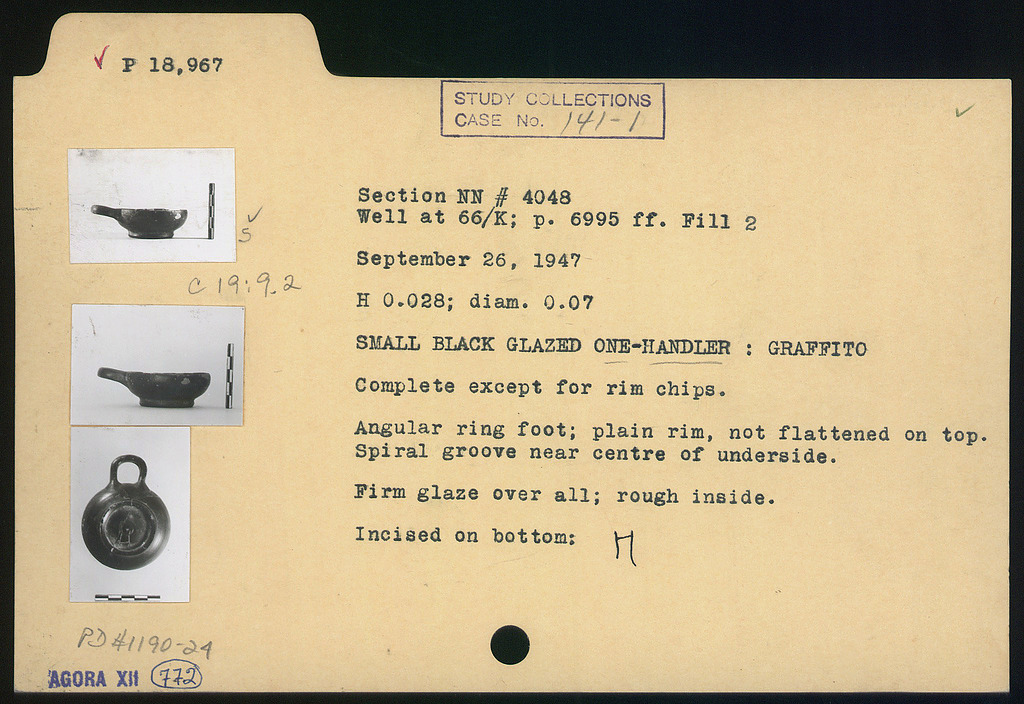 P 18,967
STUDY COLLECTIONS
CASE No. 141-1
Section NN # 4048
Well at 66/K; p. 6995 ff. Fill 2
September 26, 1947
H 0.028; diam. 0.07
SMALL BLACK GLAZED ONE-HANDLER : GRAFFITO
Complete except for rim chips.
Angular ring foot; plain rim, not flattened on top.
Spiral groove near centre of underside.
Firm glaze over all; rough inside.
Incised on bottom:
S
C 19:9.2
PD #1190-24
AGORA XII 772